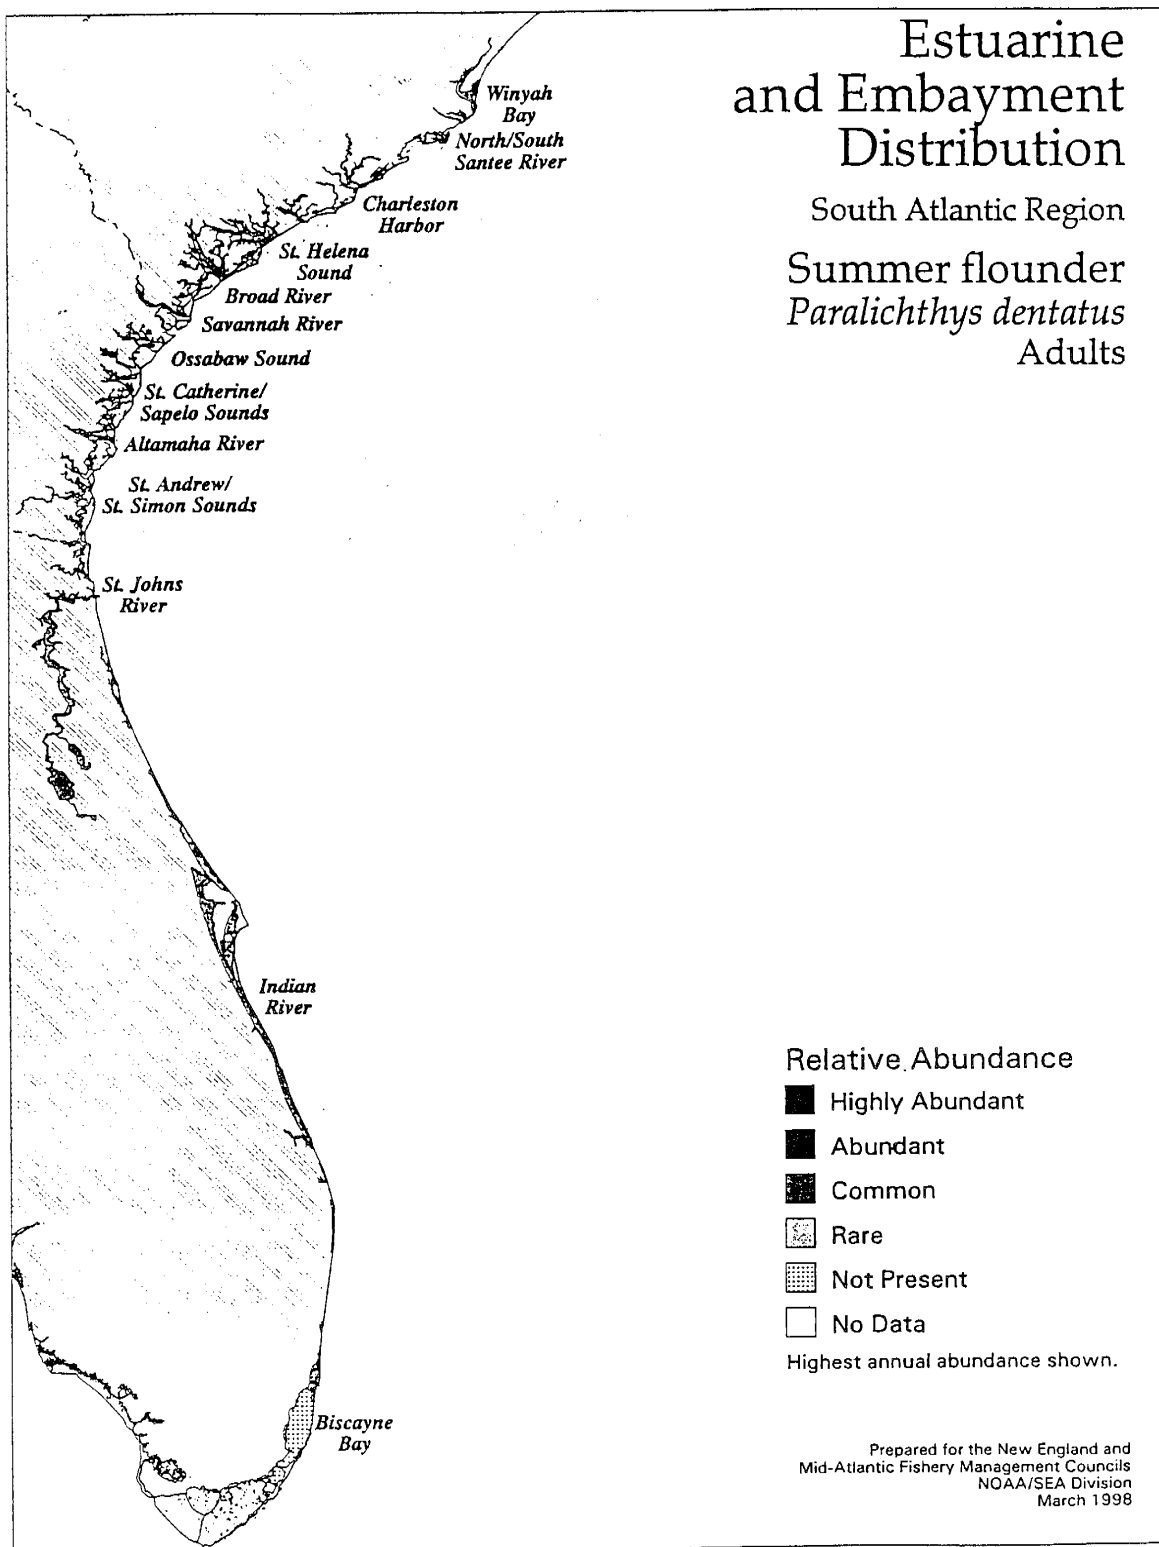 Estuarine
and Embayment
Distribution
South Atlantic Region
Summer flounder
Paralichthys dentatus
Adults
Winyah
Bay
North/South
Santee River
Charleston
Harbor
St. Helena
Sound
Broad River
Savannah River
Ossabaw Sound
St. Catherine/
Sapelo Sounds
Altamaha River
St. Andrew/
St. Simon Sounds
St. Johns
River
Indian
River
Biscayne
Bay
Relative Abundance
Highly Abundant
Abundant
Common
Rare
Not Present
No Data
Highest annual abundance shown.
Prepared for the New England and
Mid-Atlantic Fishery Management Councils
NOAA/SEA Division
March 1998